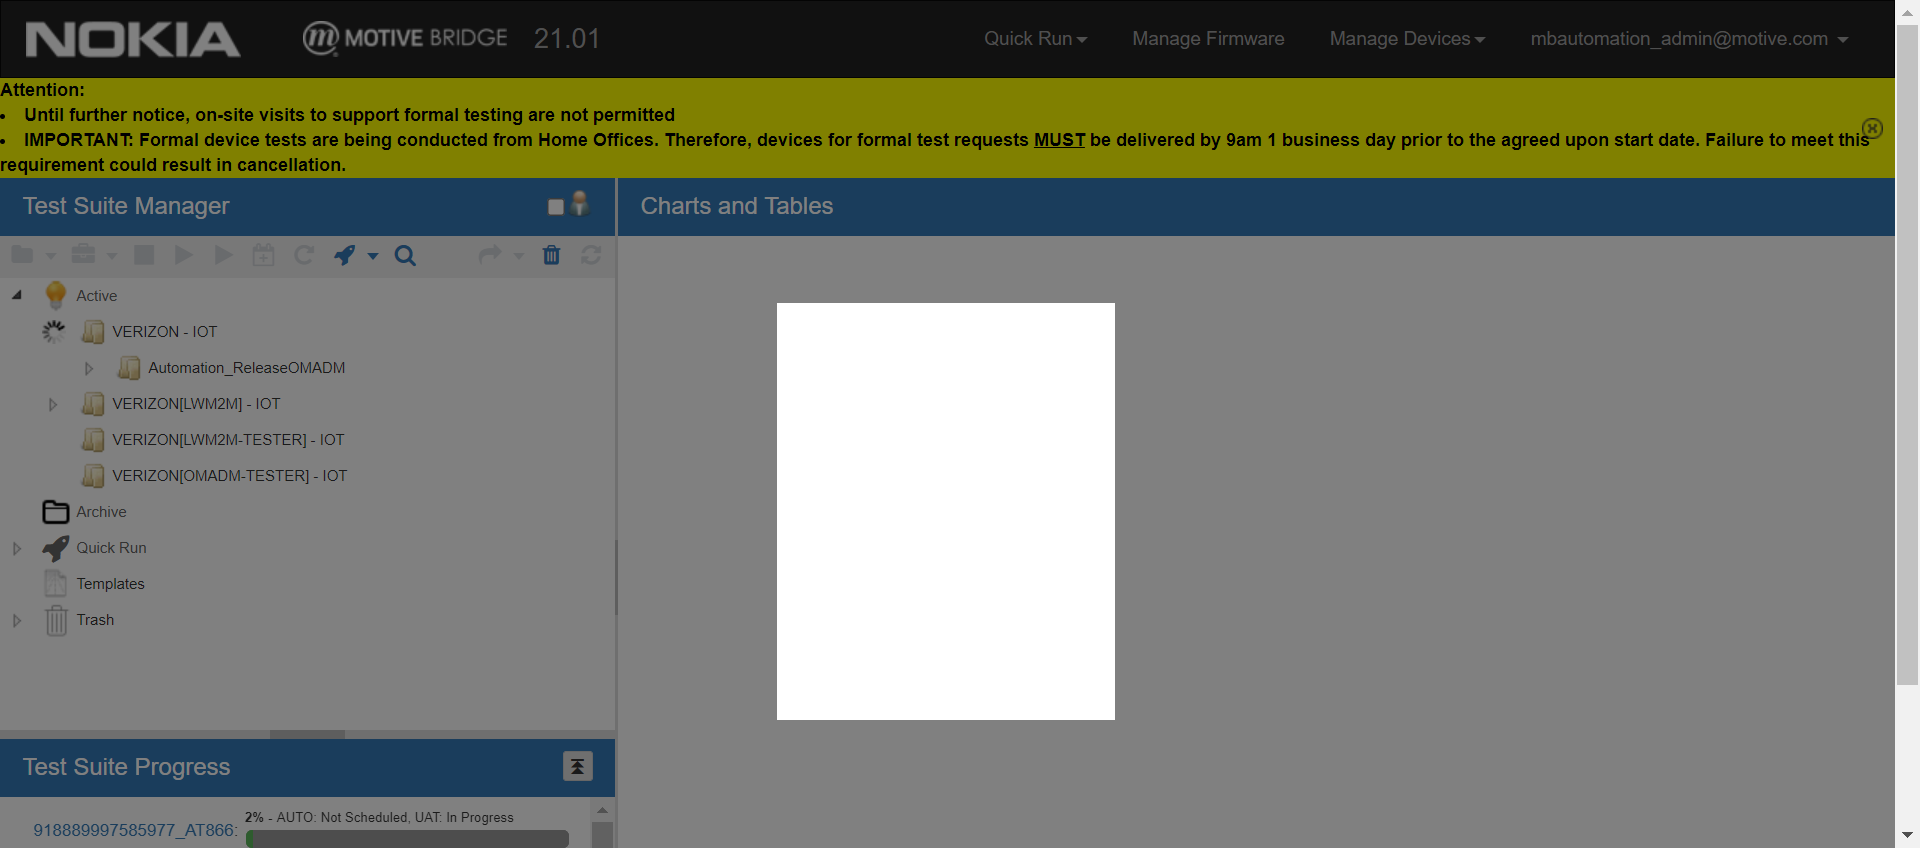 NOKIA MOTIVE BRIDGE 21.01 Quick Run Manage Firmware Manage Devices mbautomation_admin@motive.com
Attention:
• Until further notice, on-site visits to support formal testing are not permitted
• IMPORTANT: Formal device tests are being conducted from Home Offices. Therefore, devices for formal test requests MUST be delivered by 9am 1 business day prior to the agreed upon start date. Failure to meet this
requirement could result in cancellation.
Test Suite Manager
Charts and Tables
Active
VERIZON - IOT
Automation_ReleaseOMADM
VERIZON[LWM2M] - IOT
VERIZON[LWM2M-TESTER] - IOT
VERIZON[OMADM-TESTER] - IOT
Archive
Quick Run
Templates
Trash
Test Suite Progress
2% - AUTO: Not Scheduled, UAT: In Progress
918889997585977_AT866: